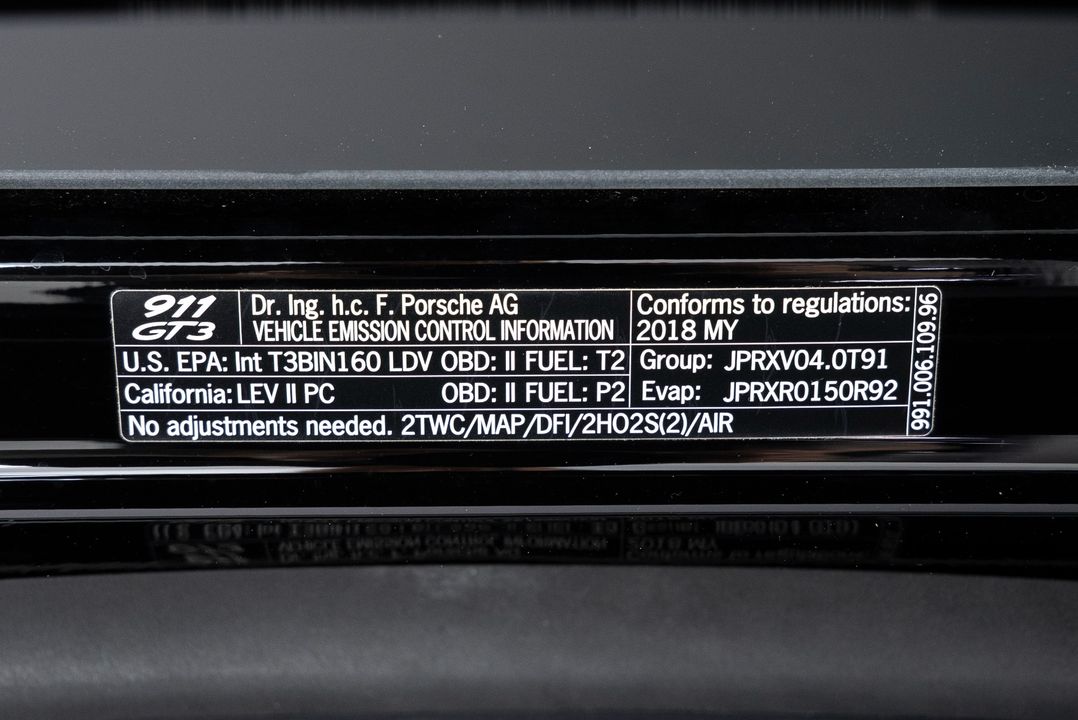 911
GT3
Dr. Ing. h.c. F. Porsche AG
VEHICLE EMISSION CONTROL INFORMATION
Conforms to regulations:
2018 MY
U.S. EPA: Int T3BIN160 LDV OBD: II FUEL: T2
Group: JPRXV04.0T91
California: LEV II PC OBD: II FUEL: P2
Evap: JPRXR0150R92
No adjustments needed. 2TWC/MAP/DFI/2HO2S(2)/AIR
991.006.109.96